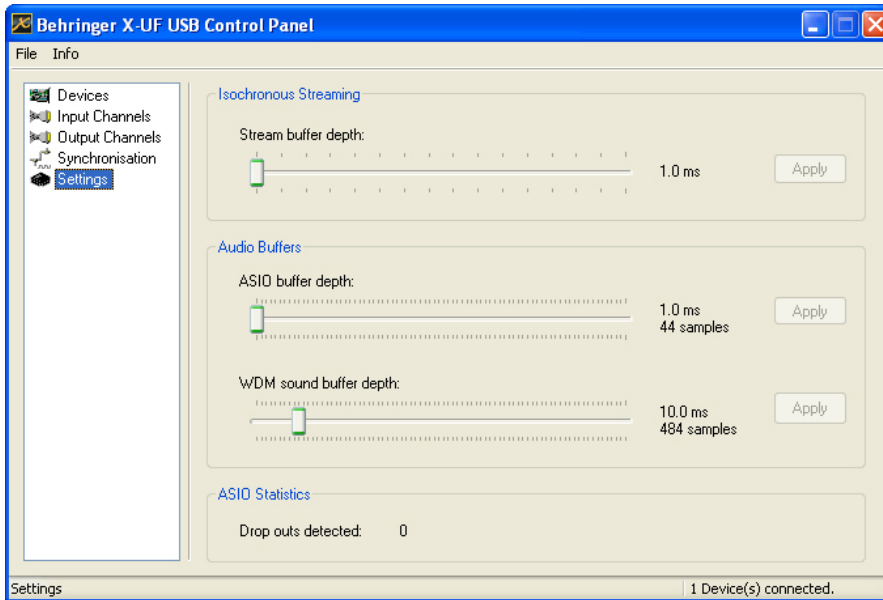 Behringer X-UF USB Control Panel
File Info
Devices
Input Channels
Output Channels
Synchronisation
Settings
Isochronous Streaming
Stream buffer depth:
1.0 ms
Apply
Audio Buffers
ASIO buffer depth:
1.0 ms
44 samples
Apply
WDM sound buffer depth:
10.0 ms
484 samples
Apply
ASIO Statistics
Drop outs detected: 0
Settings
1 Device(s) connected.